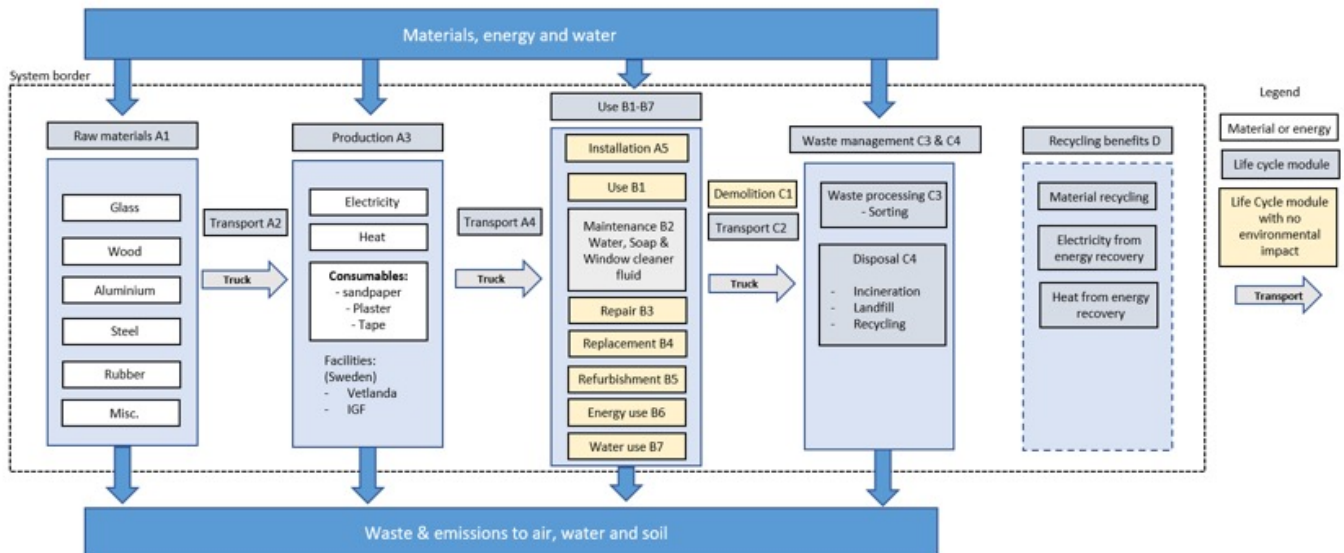 Materials, energy and water
System border
Raw materials A1
Glass
Wood
Aluminium
Steel
Rubber
Misc.
Transport A2
Truck
Production A3
Electricity
Heat
Consumables:
- sandpaper
- Plaster
- Tape
Facilities:
(Sweden)
- Vetlanda
- IGF
Transport A4
Truck
Use B1-B7
Installation A5
Use B1
Maintenance B2
Water, Soap &
Window cleaner
fluid
Repair B3
Replacement B4
Refurbishment B5
Energy use B6
Water use B7
Demolition C1
Transport C2
Truck
Waste management C3 & C4
Waste processing C3
- Sorting
Disposal C4
- Incineration
- Landfill
- Recycling
Recycling benefits D
Material recycling
Electricity from
energy recovery
Heat from energy
recovery
Legend
Material or energy
Life cycle module
Life Cycle module
with no
environmental
impact
Transport
Waste & emissions to air, water and soil